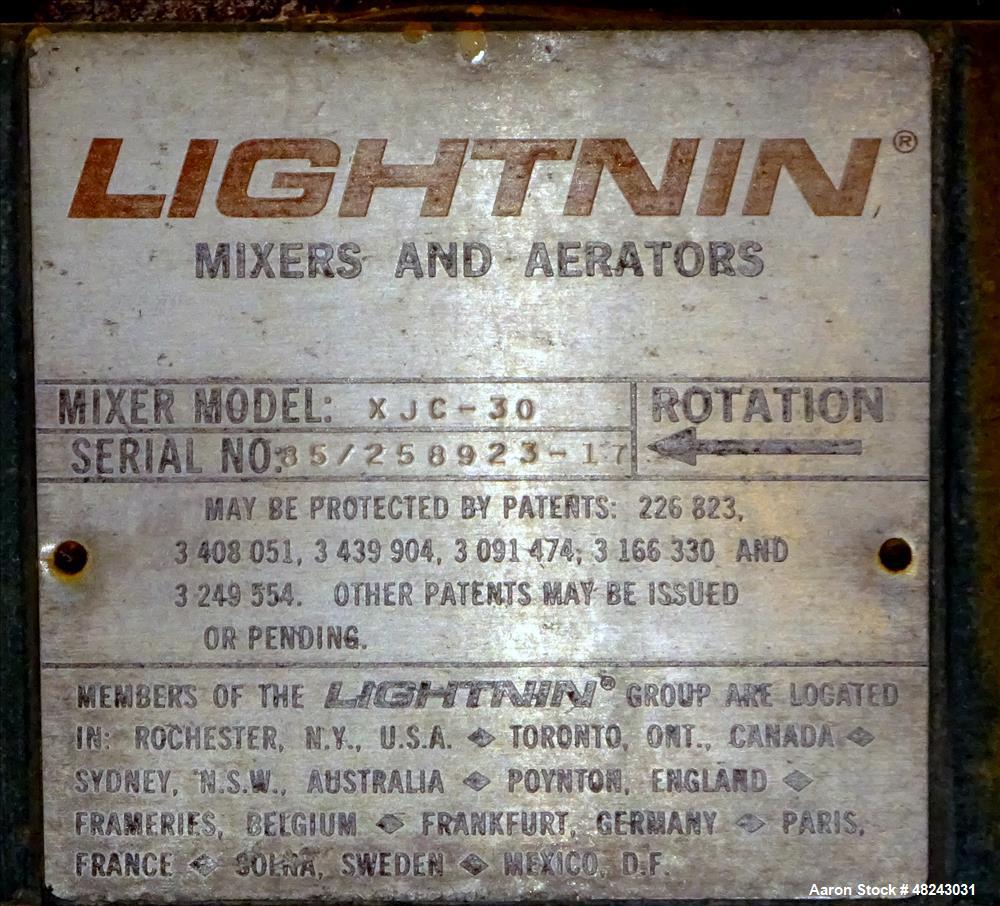 LIGHTNIN®
MIXERS AND AERATORS
MIXER MODEL: XJC-30
SERIAL NO. 85/258923-17
ROTATION
MAY BE PROTECTED BY PATENTS: 226 823,
3 408 051, 3 439 904, 3 091 474, 3 166 330 AND
3 249 554. OTHER PATENTS MAY BE ISSUED
OR PENDING.
MEMBERS OF THE LIGHTNIN® GROUP ARE LOCATED
IN: ROCHESTER, N.Y., U.S.A. ◆ TORONTO, ONT., CANADA ◆
SYDNEY, N.S.W., AUSTRALIA ◆ POYNTON, ENGLAND ◆
FRAMERIES, BELGIUM ◆ FRANKFURT, GERMANY ◆ PARIS,
FRANCE ◆ SOLNA, SWEDEN ◆ MEXICO, D.F.
Aaron Stock # 48243031